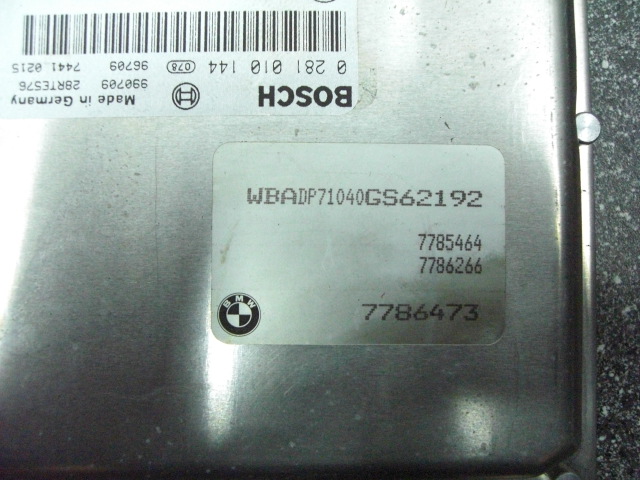 BOSCH
0 281 010 144 078 96709 7441.0215
990709 28RTE576
Made in Germany
WBADP71040GS62192
7785464
7786266
BMW
7786473